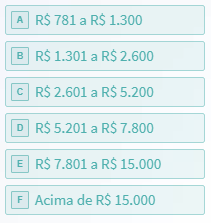 A R$ 781 a R$ 1.300
B R$ 1.301 a R$ 2.600
C R$ 2.601 a R$ 5.200
D R$ 5.201 a R$ 7.800
E R$ 7.801 a R$ 15.000
F Acima de R$ 15.000